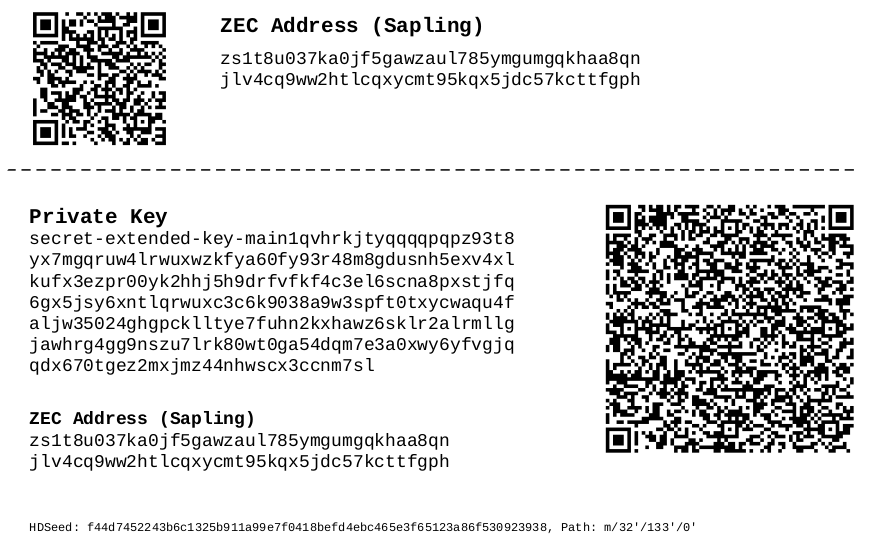 ZEC Address (Sapling)
zs1t8u037ka0jf5gawzaul785ymgumgqkhaa8qn
jlv4cq9ww2htlcqxycmt95kqx5jdc57kcttfgph
Private Key
secret-extended-key-main1qvhrkjtyqqqqpqpz93t8
yx7mgqruw4lrwuxwzkfya60fy93r48m8gdusnh5exv4xl
kufx3ezpr00yk2hhj5h9drfvfkf4c3el6scna8pxstjfq
6gx5jsy6xntlqrwuxc3c6k9038a9w3spft0txycwaqu4f
aljw35024ghgpcklltye7fuhn2kxhawz6sklr2alrmllg
jawhrg4gg9nszu7lrk80wt0ga54dqm7e3a0xwy6yfvgjq
qdx670tgez2mxjmz44nhwscx3ccnm7sl
ZEC Address (Sapling)
zs1t8u037ka0jf5gawzaul785ymgumgqkhaa8qn
jlv4cq9ww2htlcqxycmt95kqx5jdc57kcttfgph
HDSeed: f44d7452243b6c1325b911a99e7f0418befd4ebc465e3f65123a86f530923938, Path: m/32'/133'/0'